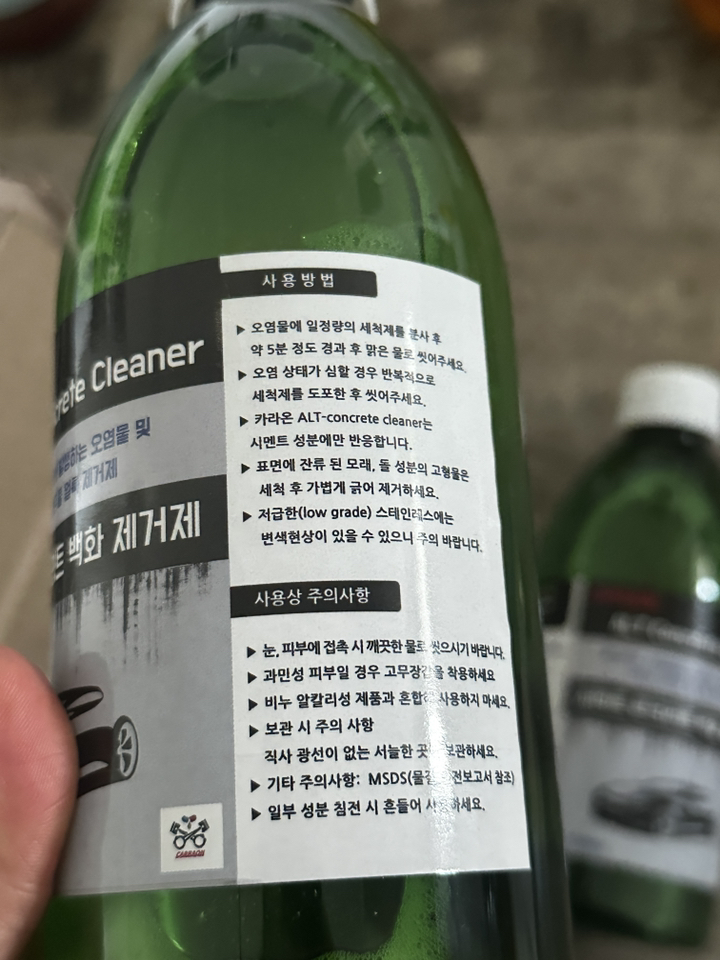 Cleaner
오염물 및
제거제
백화 제거제
CARRAON
사용방법
▶ 오염물에 일정량의 세척제를 분사 후
약 5분 정도 경과 후 맑은 물로 씻어주세요.
▶ 오염 상태가 심할 경우 반복적으로
세척제를 도포한 후 씻어주세요.
▶ 카라온 ALT-concrete cleaner는
시멘트 성분에만 반응합니다.
▶ 표면에 잔류 된 모래, 돌 성분의 고형물은
세척 후 가볍게 긁어 제거하세요.
▶ 저급한(low grade) 스테인레스에는
변색현상이 있을 수 있으니 주의 바랍니다.
사용상 주의사항
▶ 눈, 피부에 접촉 시 깨끗한 물로 씻으시기 바랍니다.
▶ 과민성 피부일 경우 고무장갑을 착용하세요
▶ 비누 알칼리성 제품과 혼합해 사용하지 마세요.
▶ 보관 시 주의 사항
직사 광선이 없는 서늘한 보관하세요.
▶ 기타 주의사항: MSDS(물질 참조)
▶ 일부 성분 침전 시 흔들어 사용하세요.